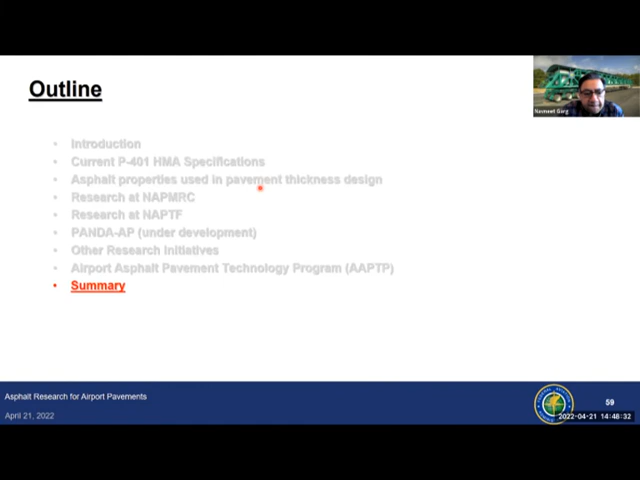 Outline
Navneet Garg
• Introduction
• Current P-401 HMA Specifications
• Asphalt properties used in pavement thickness design
• Research at NAPMRC
• Research at NAPTF
• PANDA-AP (under development)
• Other Research Initiatives
• Airport Asphalt Pavement Technology Program (AAPTP)
• Summary
Asphalt Research for Airport Pavements
April 21, 2022
59
2022-04-21 14:48:32